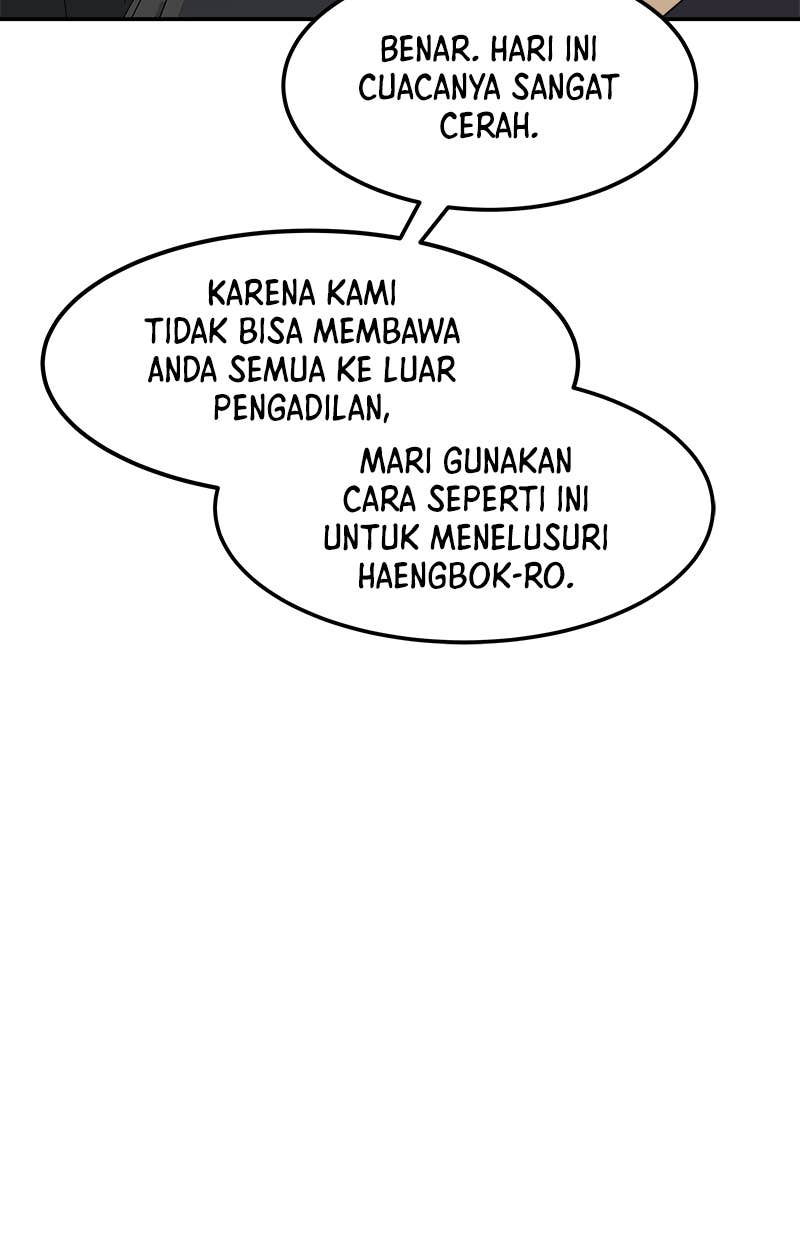 BENAR. HARI INI
CUACANYA SANGAT
CERAH.
KARENA KAMI
TIDAK BISA MEMBAWA
ANDA SEMUA KE LUAR
PENGADILAN,
MARI GUNAKAN
CARA SEPERTI INI
UNTUK MENELUSURI
HAENGBOK-RO.